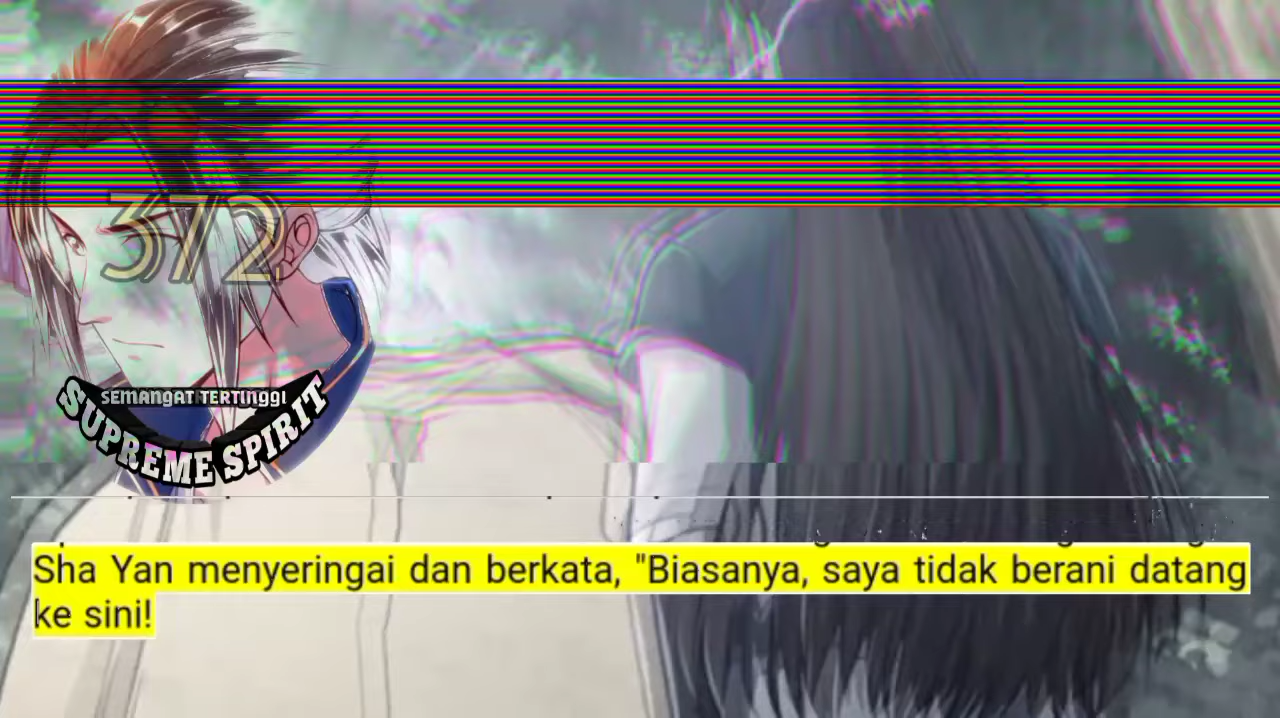 372
SEMANGAT TERTINGGI
SUPREME SPIRIT
Sha Yan menyeringai dan berkata, "Biasanya, saya tidak berani datang
ke sini!